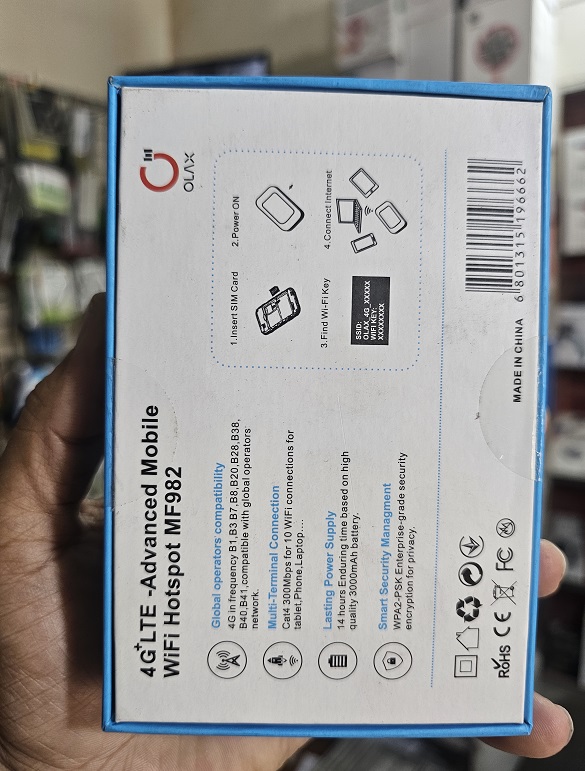 4G+LTE -Advanced Mobile
WiFi Hotspot MF982
Global operators compatibility
4G in frequency B1,B3 B7,B8,B20,B28,B38,
B40,B41,compatible with global operators
network.
Multi-Terminal Connection
Cat4 300Mbps for 10 WiFi connections for
tablet,Phone,Laptop....
Lasting Power Supply
14 hours Enduring time based on high
quality 3000mAh battery.
Smart Security Managment
WPA2-PSK Enterprise-grade security
encryption for privacy.
OLAX
1.Insert SIM Card
2.Power ON
3.Find Wi-Fi Key
4.Connect Internet
SSID:
OLAX_4G_XXXXX
WIFI KEY:
XXXXXXXX
RoHS CE FC
MADE IN CHINA
6 801315 196662